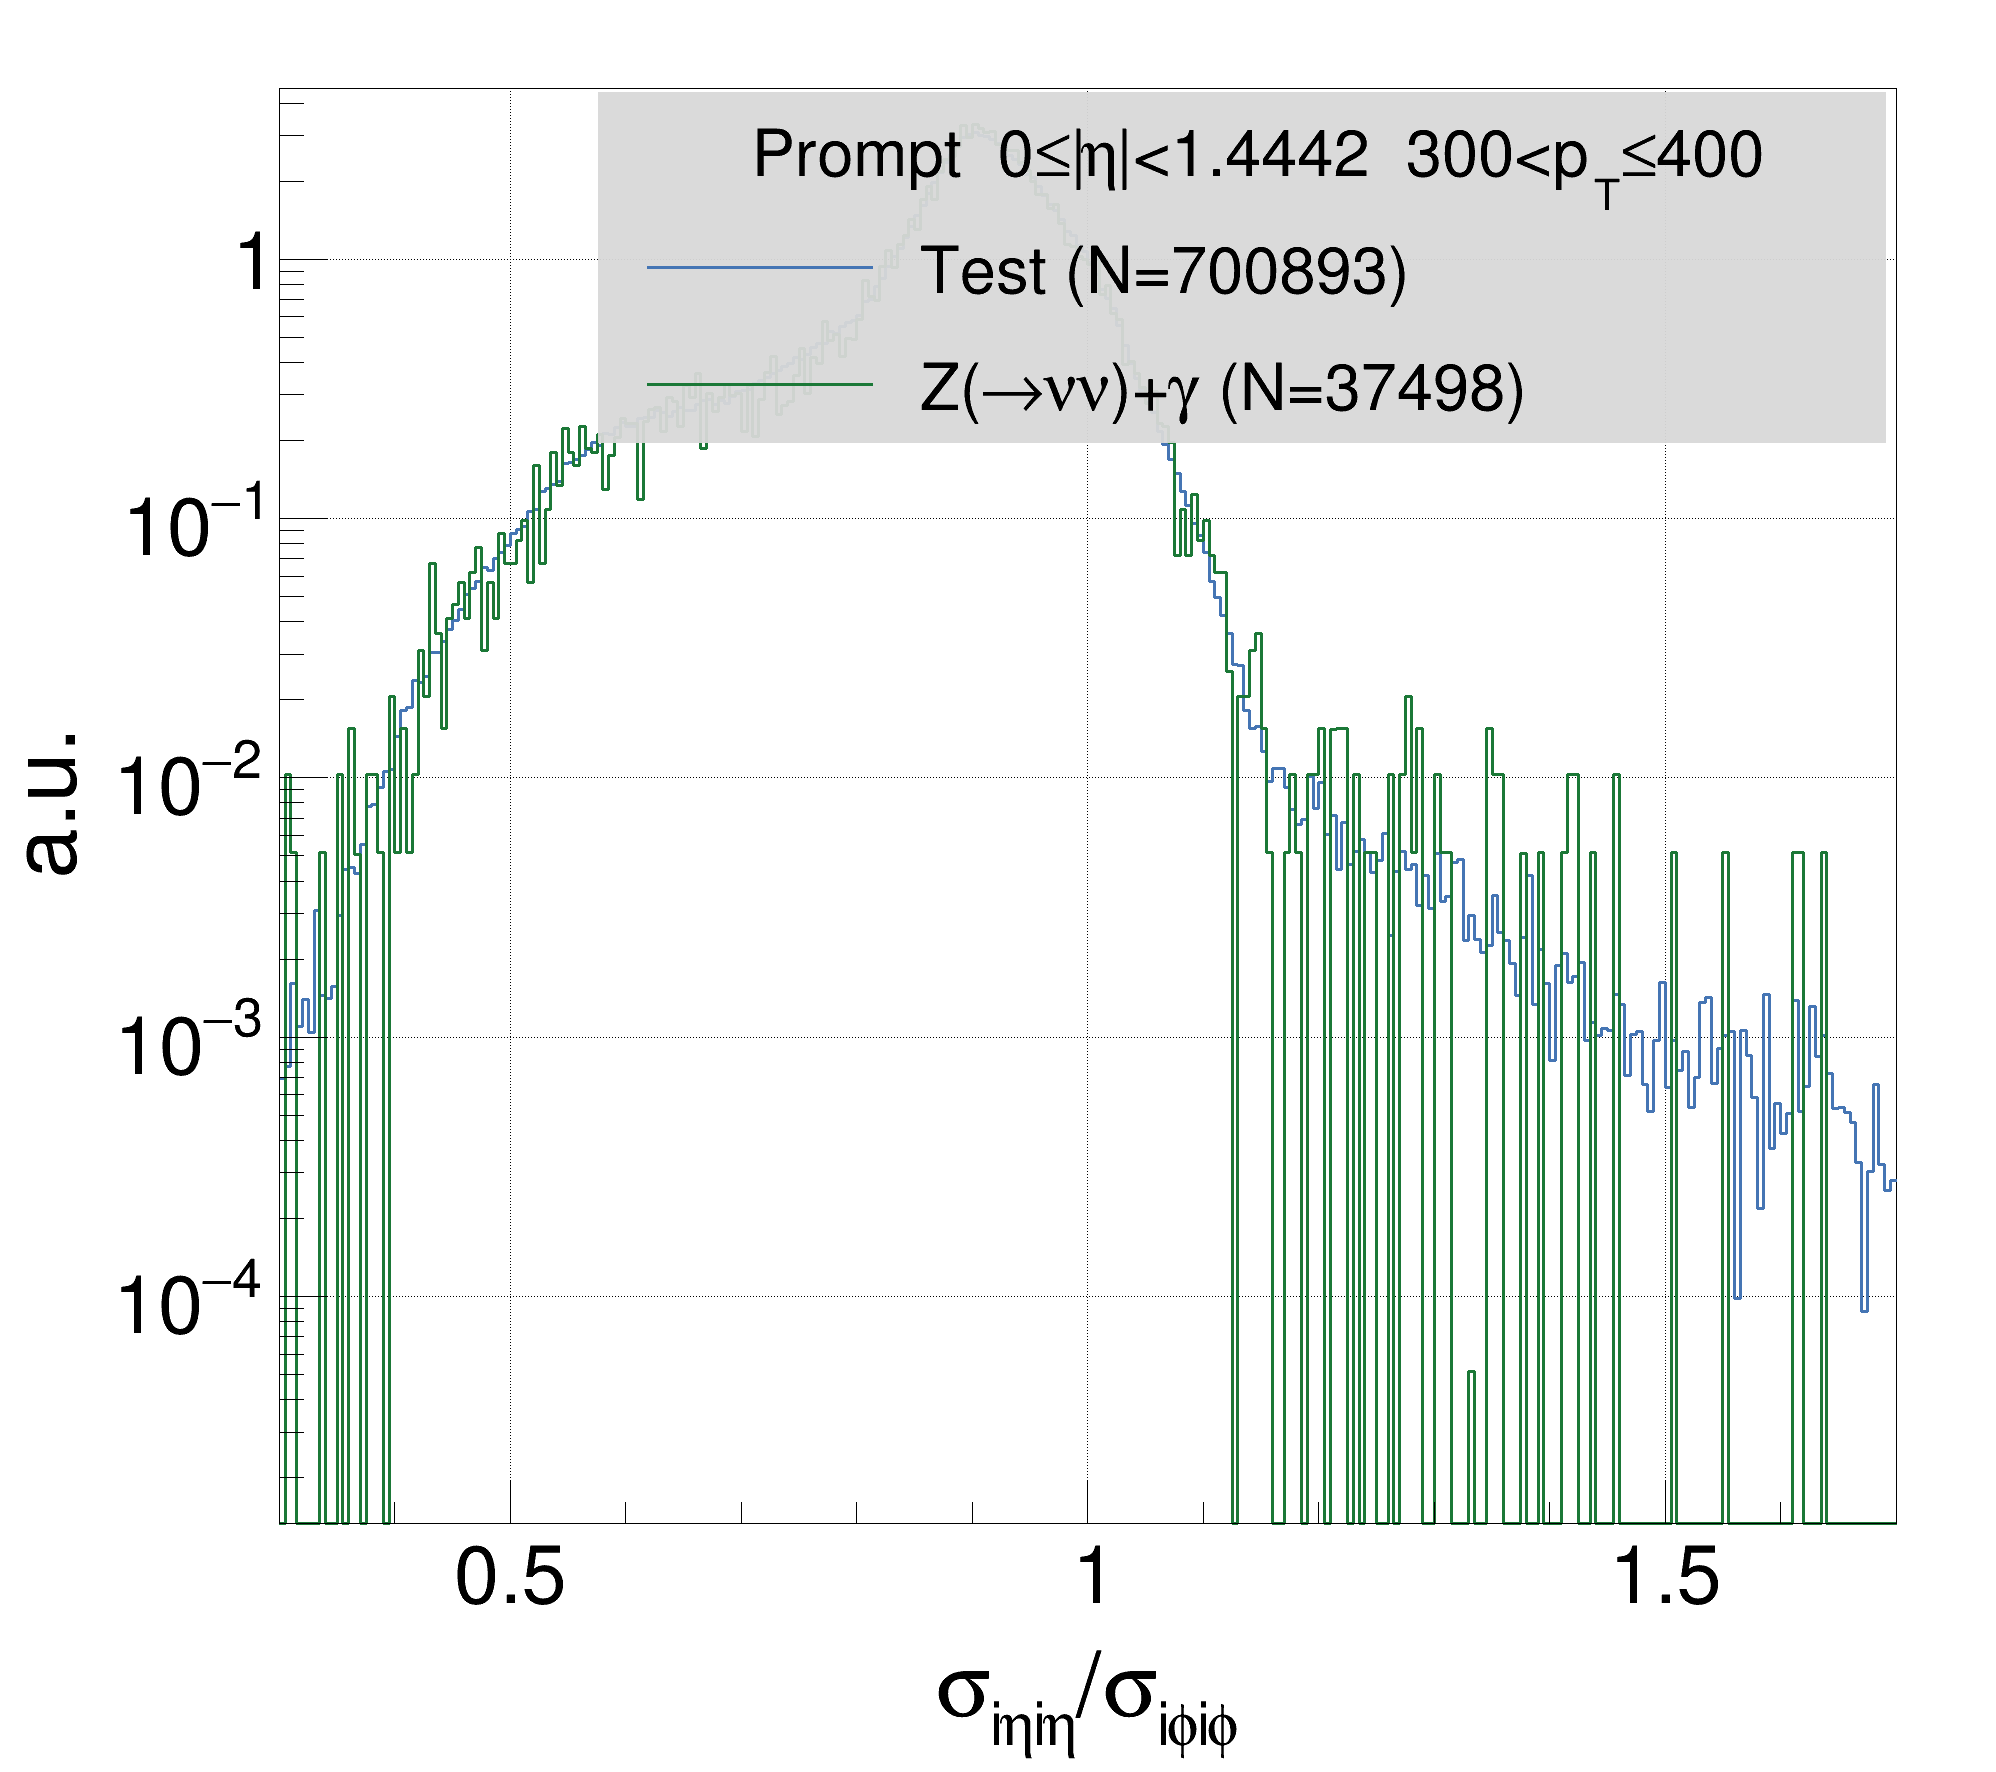 Prompt 0≤|η|<1.4442 300<p_T≤400
Test (N=700893)
Z(→νν)+γ (N=37498)
1
10⁻¹
10⁻²
10⁻³
10⁻⁴
a.u.
0.5 1 1.5
σ_iηiη/σ_iϕiϕ